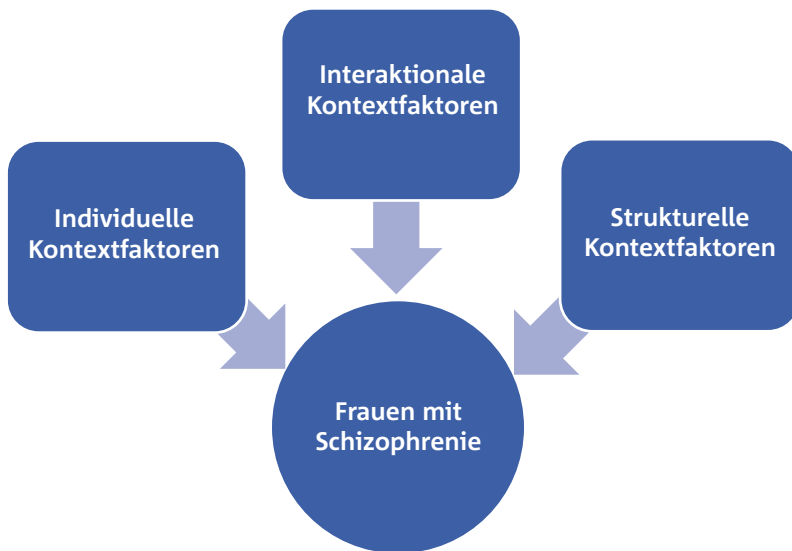 Interaktionale
Kontextfaktoren
Individuelle
Kontextfaktoren
Strukturelle
Kontextfaktoren
Frauen mit
Schizophrenie